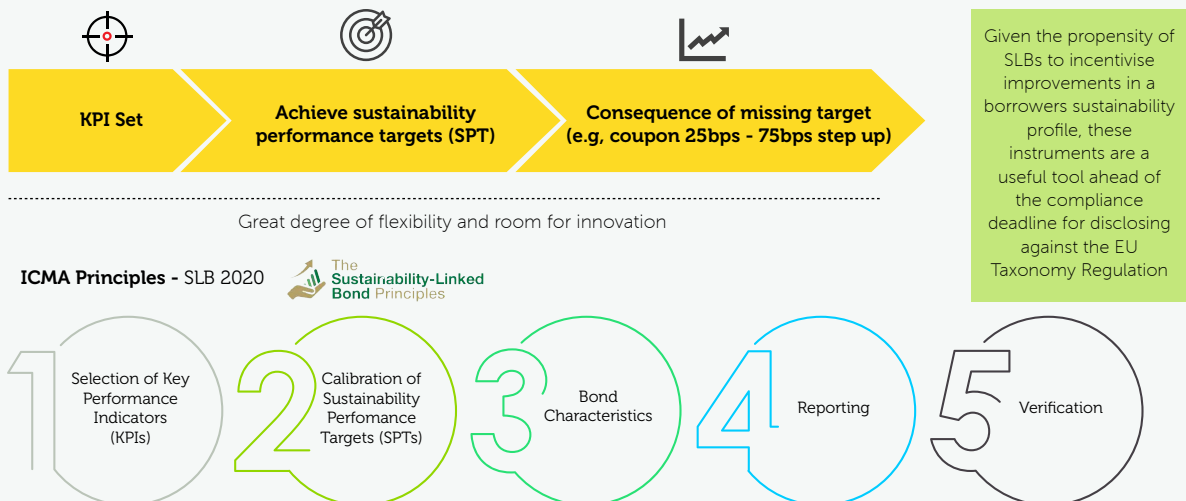 KPI Set
Achieve sustainability
performance targets (SPT)
Consequence of missing target
(e.g, coupon 25bps - 75bps step up)
Great degree of flexibility and room for innovation
Given the propensity of
SLBs to incentivise
improvements in a
borrowers sustainability
profile, these
instruments are a
useful tool ahead of
the compliance
deadline for disclosing
against the EU
Taxonomy Regulation
ICMA Principles - SLB 2020
The
Sustainability-Linked
Bond Principles
1
Selection of Key
Performance
Indicators
(KPIs)
2
Calibration of
Sustainability
Perfomance
Targets (SPTs)
3
Bond
Characteristics
4
Reporting
5
Verification